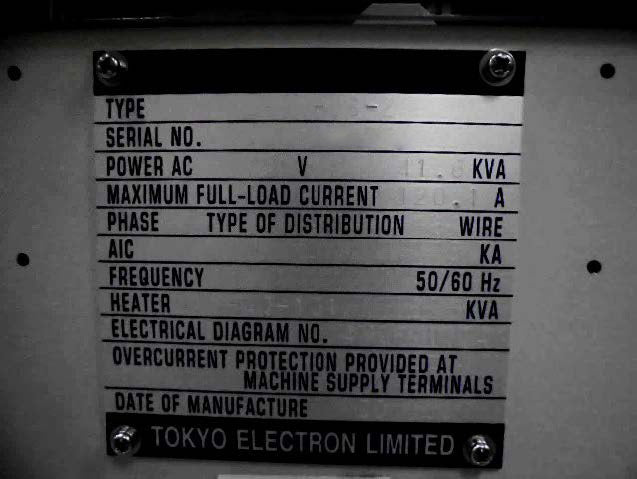 TYPE
SERIAL NO.
POWER AC V KVA
MAXIMUM FULL-LOAD CURRENT A
PHASE TYPE OF DISTRIBUTION WIRE
AIC KA
FREQUENCY 50/60 Hz
HEATER KVA
ELECTRICAL DIAGRAM NO.
OVERCURRENT PROTECTION PROVIDED AT
MACHINE SUPPLY TERMINALS
DATE OF MANUFACTURE
TOKYO ELECTRON LIMITED